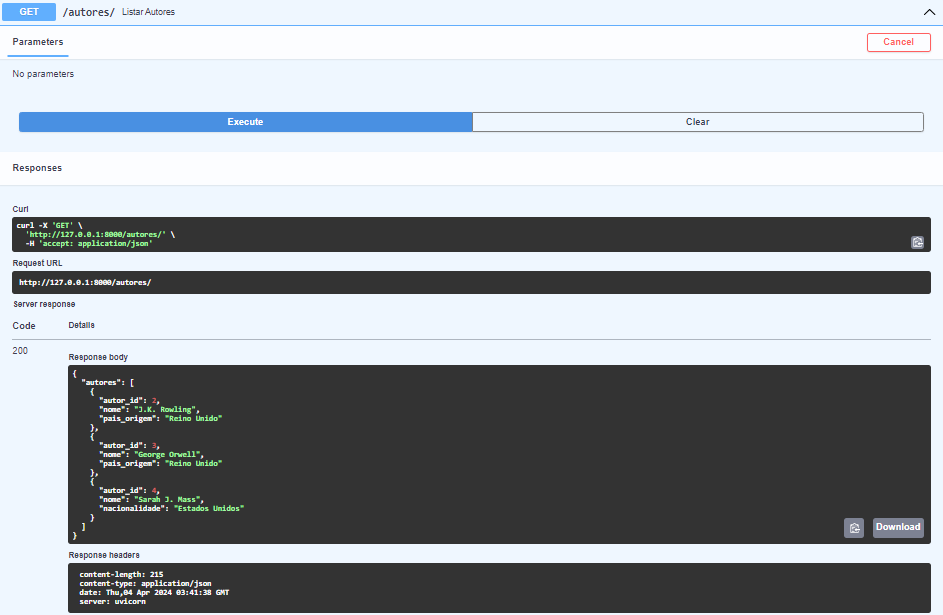 GET /autores/ Listar Autores
Parameters
Cancel
No parameters
Execute
Clear
Responses
Curl
curl -X 'GET' \
'http://127.0.0.1:8000/autores/' \
-H 'accept: application/json'
Request URL
http://127.0.0.1:8000/autores/
Server response
Code Details
200
Response body
{
"autores": [
{
"autor_id": 2,
"nome": "J.K. Rowling",
"pais_origem": "Reino Unido"
},
{
"autor_id": 3,
"nome": "George Orwell",
"pais_origem": "Reino Unido"
},
{
"autor_id": 4,
"nome": "Sarah J. Mass",
"nacionalidade": "Estados Unidos"
}
]
}
Download
Response headers
content-length: 215
content-type: application/json
date: Thu,04 Apr 2024 03:41:38 GMT
server: uvicorn